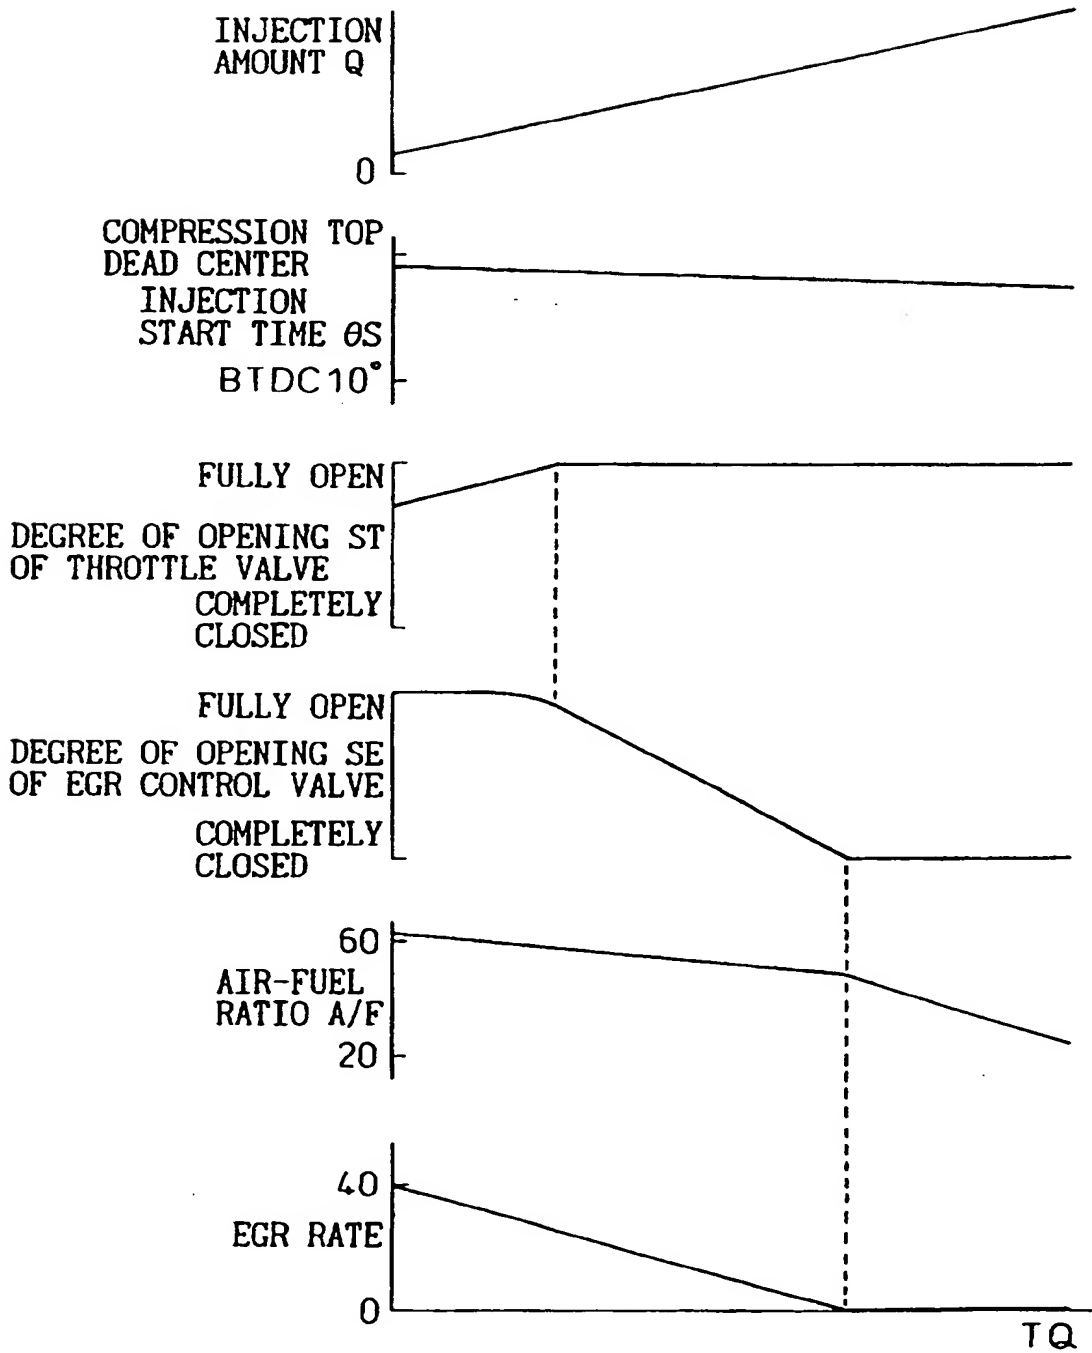 INJECTION
AMOUNT Q
0
COMPRESSION TOP
DEAD CENTER
INJECTION
START TIME θS
BTDC10°
FULLY OPEN
DEGREE OF OPENING ST
OF THROTTLE VALVE
COMPLETELY
CLOSED
FULLY OPEN
DEGREE OF OPENING SE
OF EGR CONTROL VALVE
COMPLETELY
CLOSED
60
AIR-FUEL
RATIO A/F
20
40
EGR RATE
0
TQ